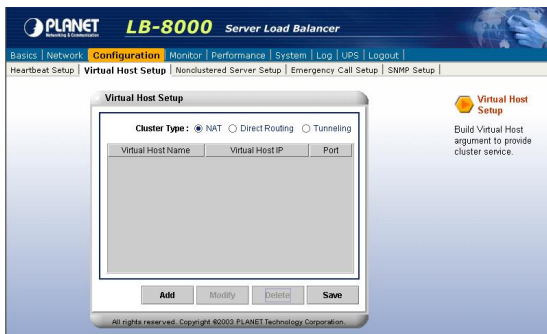 PLANET
Networking & Communication
LB-8000 Server Load Balancer
Basics | Network | Configuration | Monitor | Performance | System | Log | UPS | Logout |
Heartbeat Setup | Virtual Host Setup | Nonclustered Server Setup | Emergency Call Setup | SNMP Setup |
Virtual Host Setup
Cluster Type : NAT Direct Routing Tunneling
Virtual Host Name Virtual Host IP Port
Add Modify Delete Save
All rights reserved. Copyright ©2003 PLANET Technology Corporation.
Virtual Host
Setup
Build Virtual Host
argument to provide
cluster service.